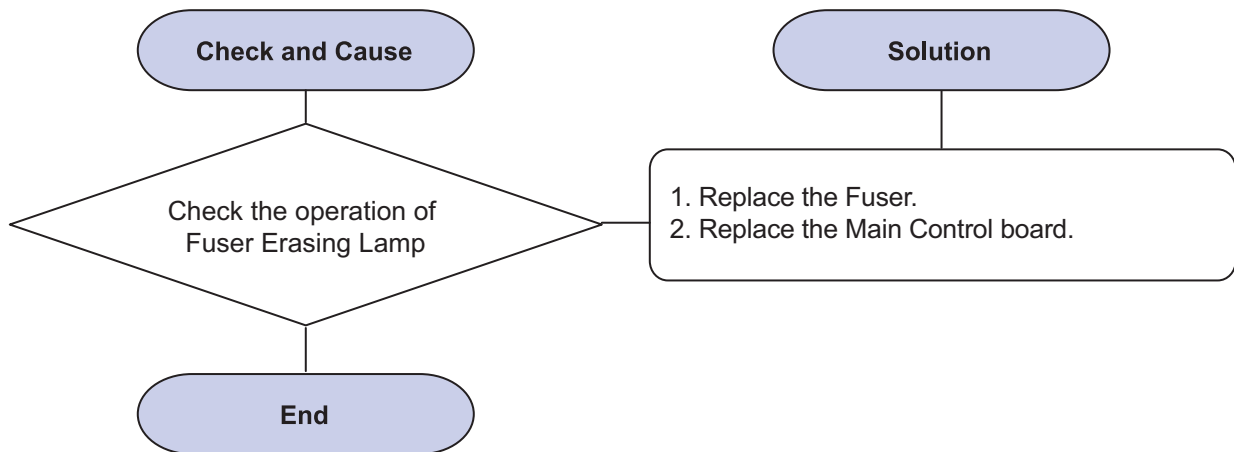 Check and Cause
Solution
Check the operation of
Fuser Erasing Lamp
1. Replace the Fuser.
2. Replace the Main Control board.
End